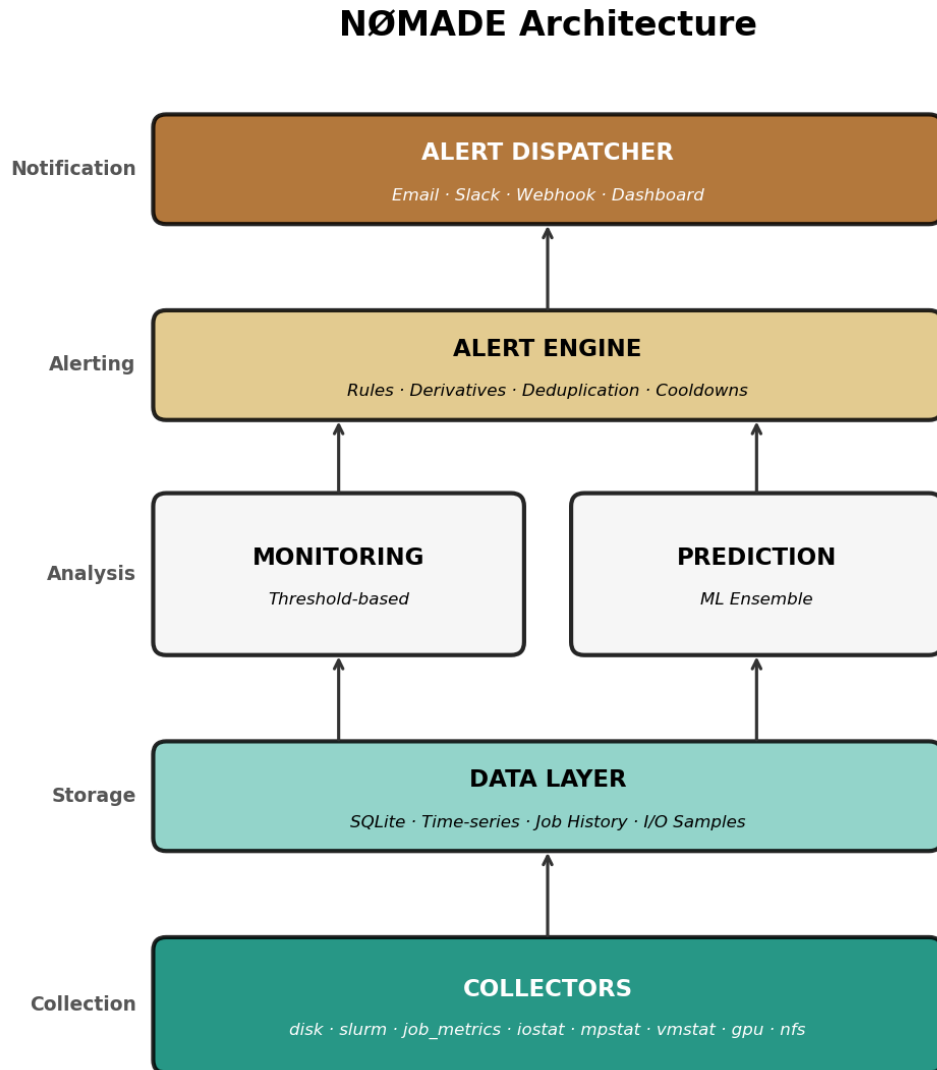 NØMADE Architecture
Notification
ALERT DISPATCHER
Email · Slack · Webhook · Dashboard
Alerting
ALERT ENGINE
Rules · Derivatives · Deduplication · Cooldowns
Analysis
MONITORING
Threshold-based
PREDICTION
ML Ensemble
Storage
DATA LAYER
SQLite · Time-series · Job History · I/O Samples
Collection
COLLECTORS
disk · slurm · job_metrics · iostat · mpstat · vmstat · gpu · nfs